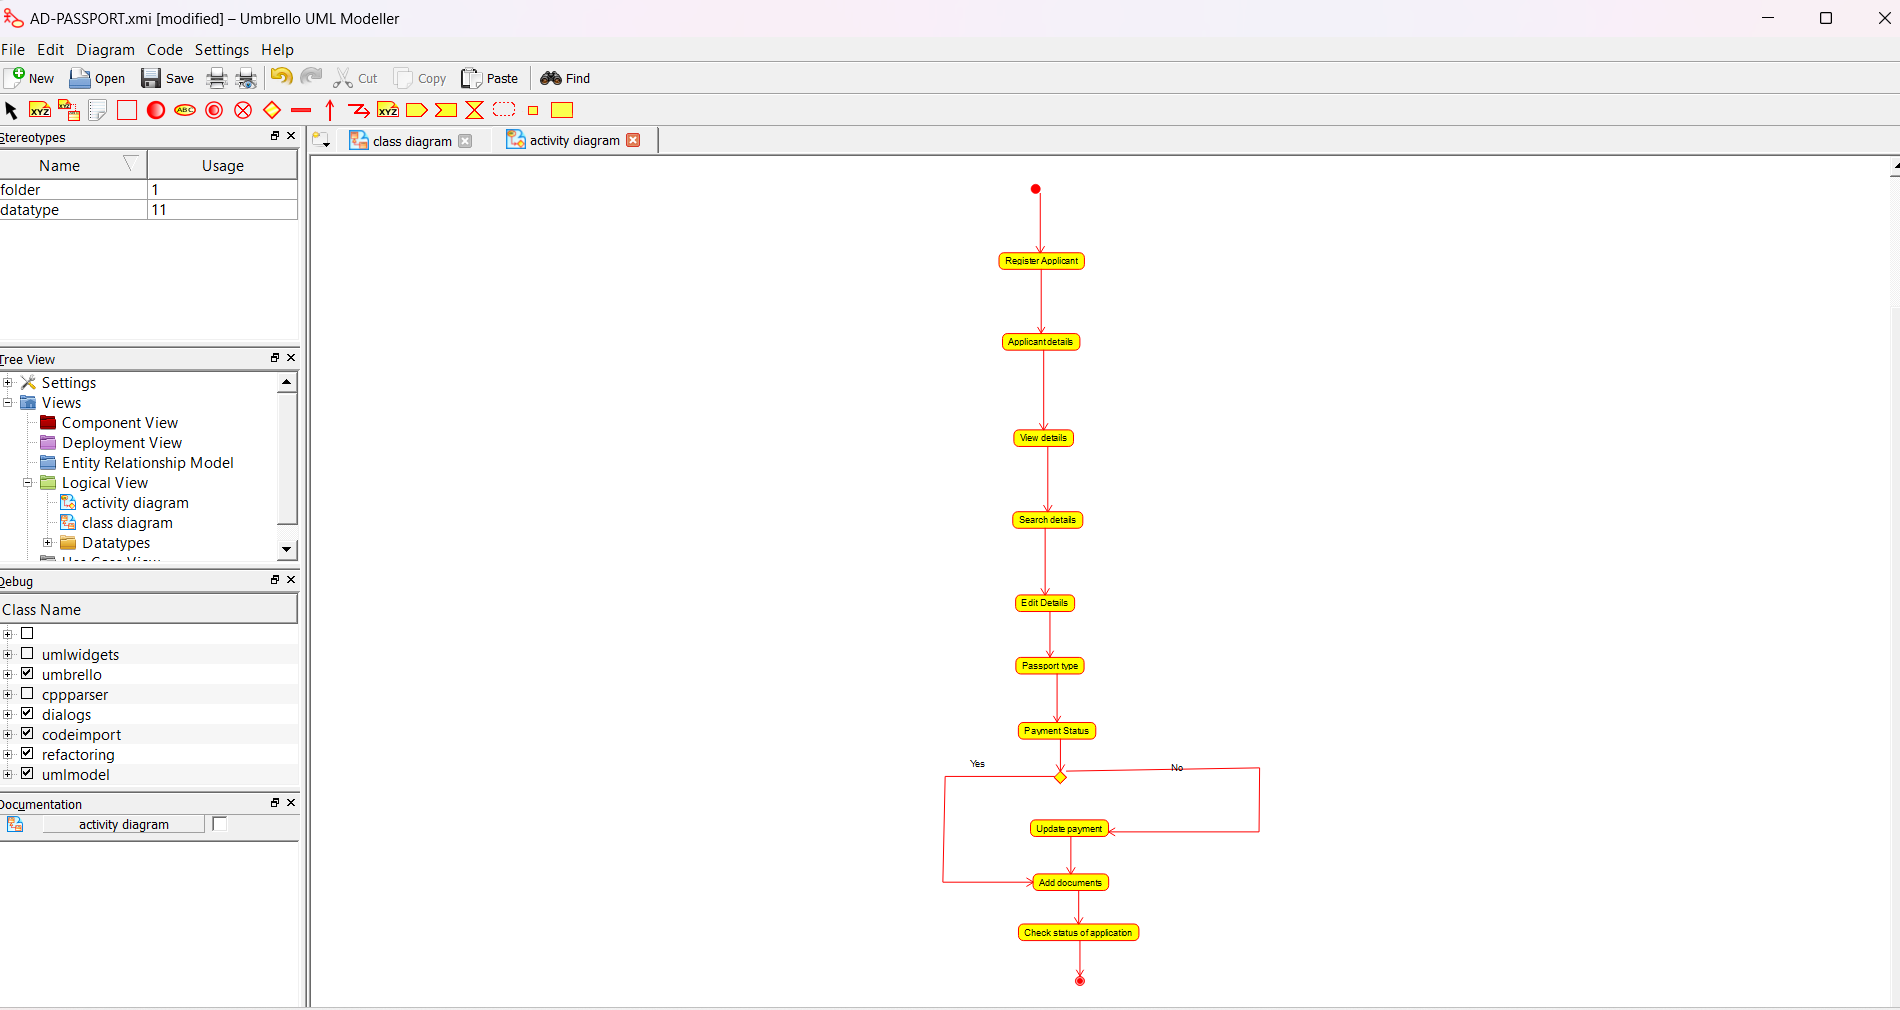 AD-PASSPORT.xmi [modified] – Umbrello UML Modeller
File Edit Diagram Code Settings Help
New Open Save Cut Copy Paste Find
XYZ XYZ ABC XYZ
Stereotypes
class diagram activity diagram
Name Usage
folder 1
datatype 11
Tree View
Settings
Views
Component View
Deployment View
Entity Relationship Model
Logical View
activity diagram
class diagram
Datatypes
Debug
Class Name
umlwidgets
umbrello
cppparser
dialogs
codeimport
refactoring
umlmodel
Documentation
activity diagram
Register Applicant
Applicant details
View details
Search details
Edit Details
Passport type
Payment Status
Yes
No
Update payment
Add documents
Check status of application